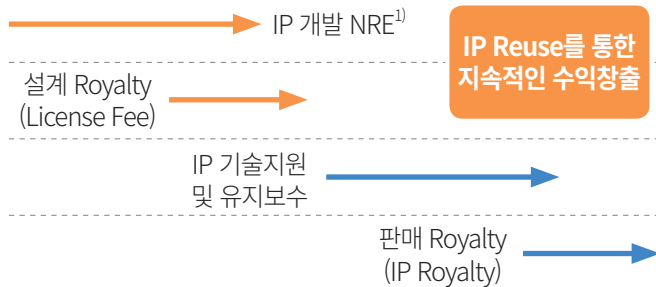 IP 개발 NRE1)
IP Reuse를 통한
지속적인 수익창출
설계 Royalty
(License Fee)
IP 기술지원
및 유지보수
판매 Royalty
(IP Royalty)